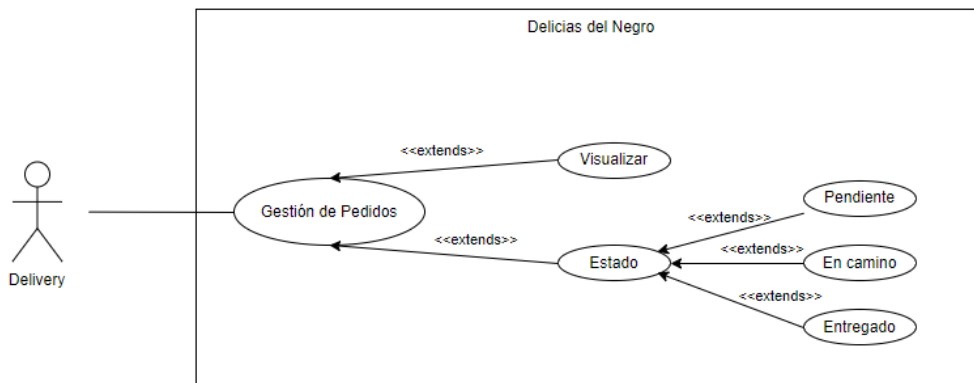 Delicias del Negro
<<extends>>
Visualizar
Pendiente
Gestión de Pedidos
<<extends>>
<<extends>>
Estado
<<extends>>
En camino
Delivery
<<extends>>
Entregado